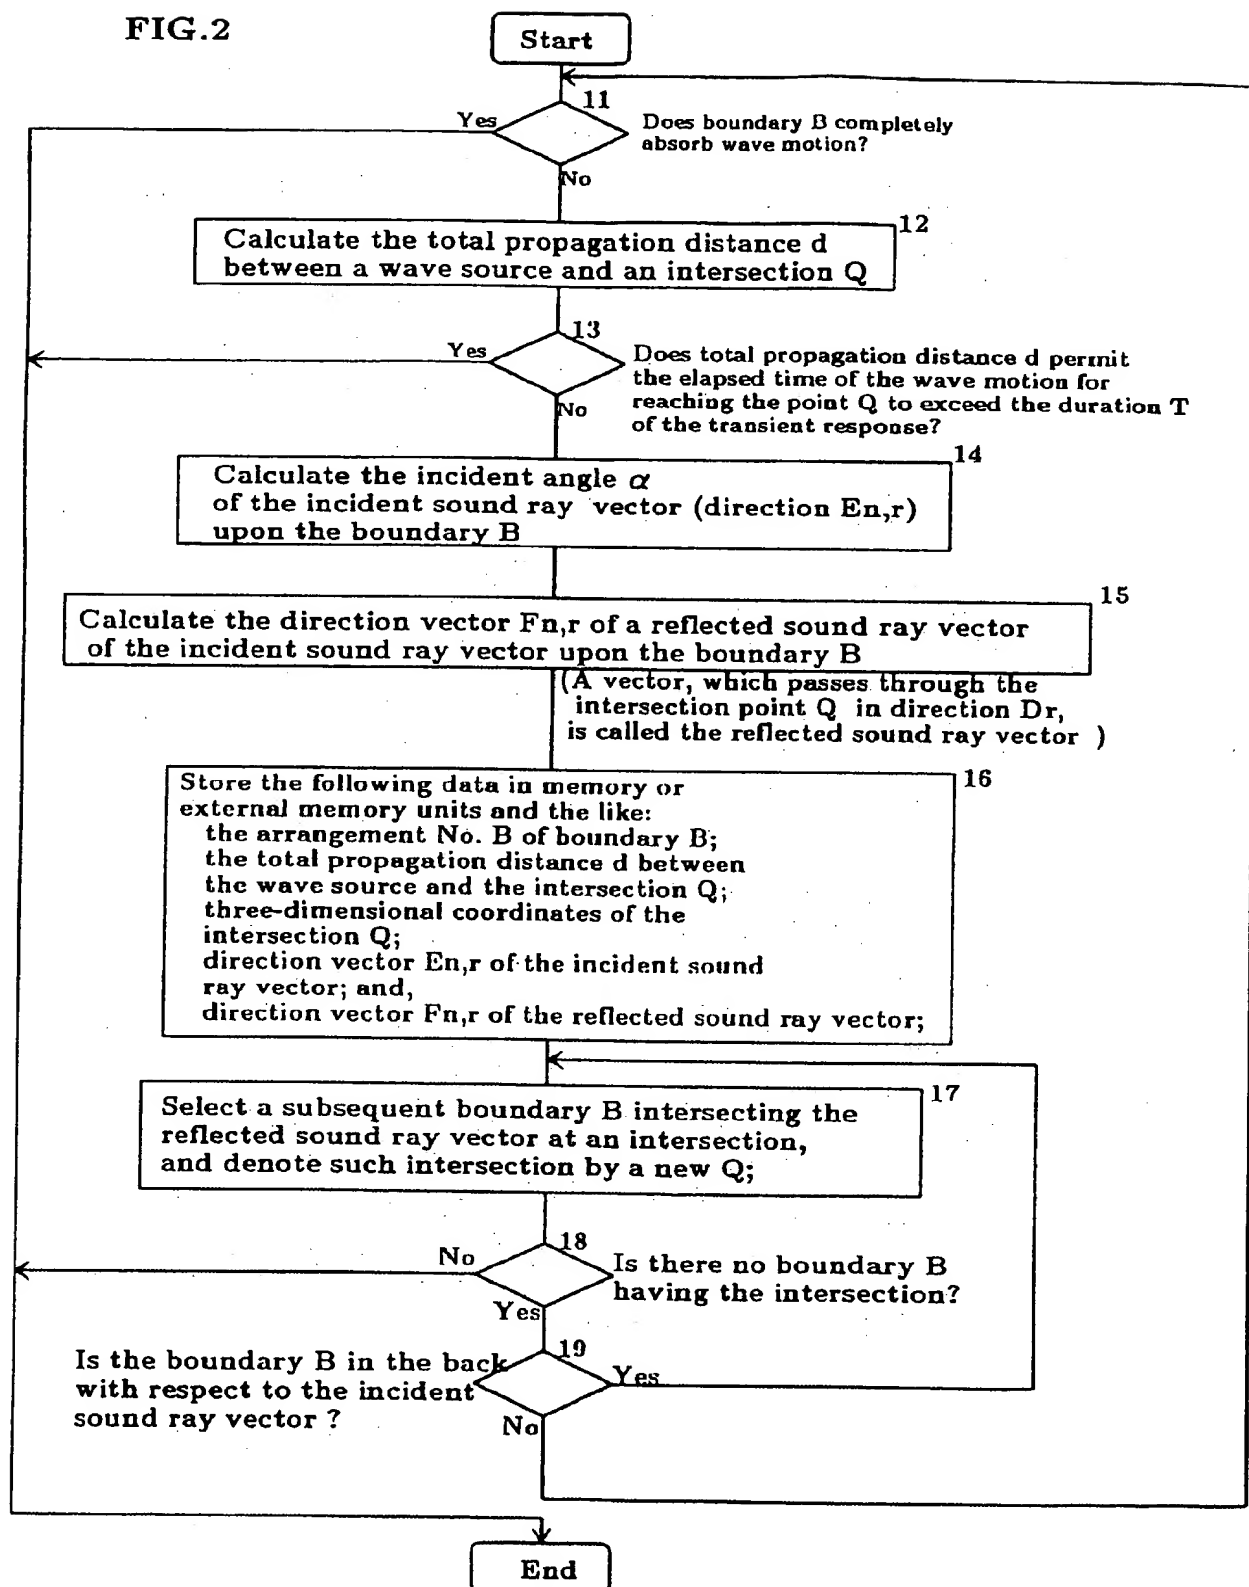 FIG.2
Start
11
Yes
Does boundary B completely
absorb wave motion?
No
12
Calculate the total propagation distance d
between a wave source and an intersection Q
13
Yes
Does total propagation distance d permit
the elapsed time of the wave motion for
reaching the point Q to exceed the duration T
of the transient response?
No
14
Calculate the incident angle α
of the incident sound ray vector (direction En,r)
upon the boundary B
15
Calculate the direction vector Fn,r of a reflected sound ray vector
of the incident sound ray vector upon the boundary B
(A vector, which passes through the
intersection point Q in direction Dr,
is called the reflected sound ray vector )
16
Store the following data in memory or
external memory units and the like:
the arrangement No. B of boundary B;
the total propagation distance d between
the wave source and the intersection Q;
three-dimensional coordinates of the
intersection Q;
direction vector En,r of the incident sound
ray vector; and,
direction vector Fn,r of the reflected sound ray vector;
17
Select a subsequent boundary B intersecting the
reflected sound ray vector at an intersection,
and denote such intersection by a new Q;
18
No
Is there no boundary B
having the intersection?
Yes
19
Is the boundary B in the back
with respect to the incident
sound ray vector ?
Yes
No
End